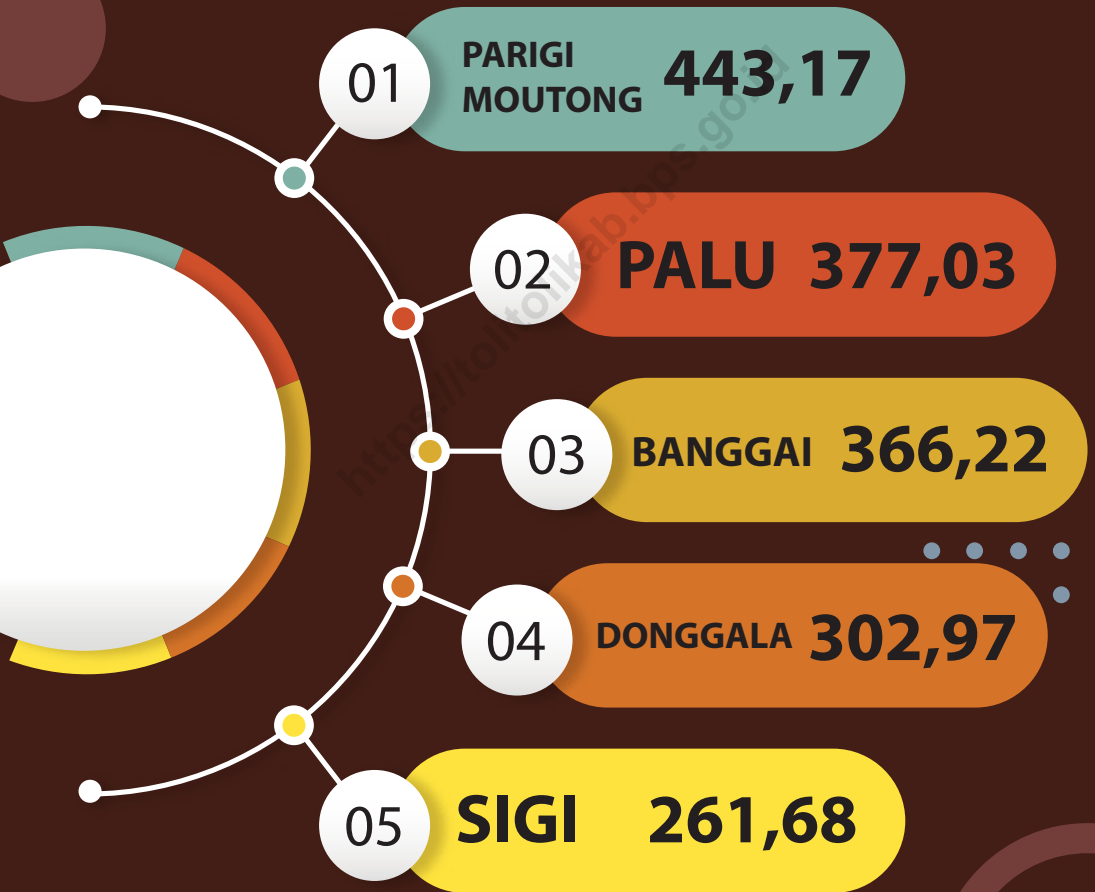 01
PARIGI
MOUTONG
443,17
02
PALU 377,03
03
BANGGAI 366,22
04
DONGGALA 302,97
05
SIGI 261,68
https://tolitolikab.bps.go.id